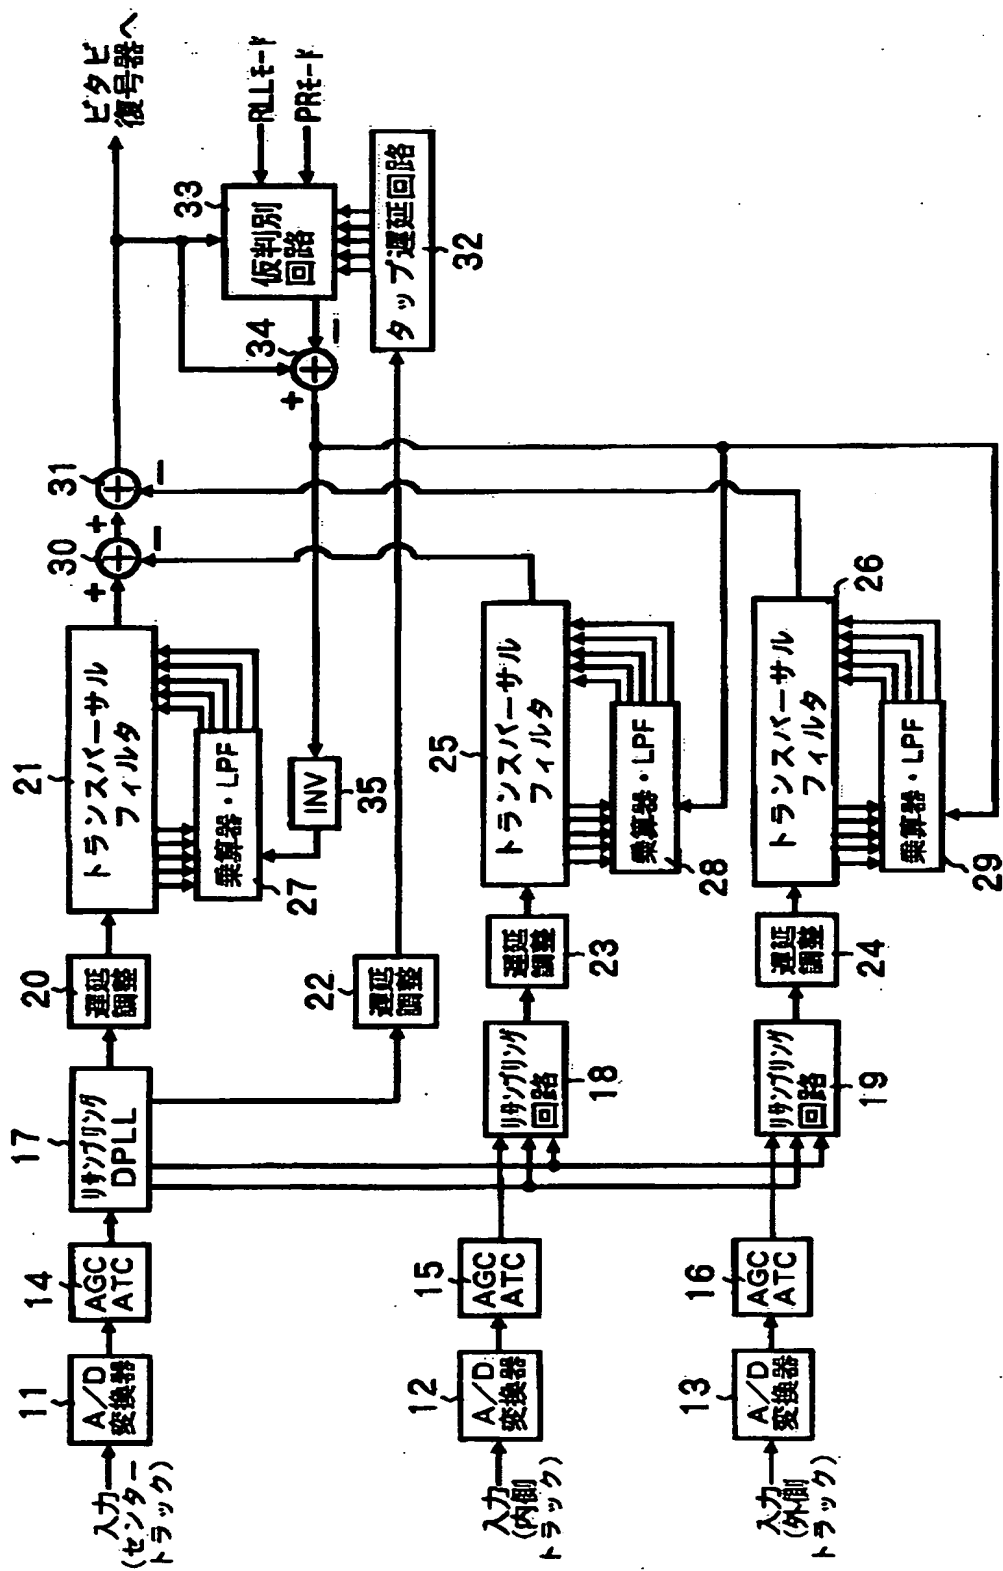 入力
(センター
トラック)
11
A/D
変換器
14
AGC
ATC
17
リサンプリング
DPLL
20
遅延
調整
21
トランスバーサル
フィルタ
乗算器・LPF
27
30
+
−
31
+
−
ビタビ
復号器へ
RLLモード
PRモード
33
仮判別
回路
34
+
−
タップ遅延回路
32
INV
35
22
遅延
調整
入力
(内側
トラック)
12
A/D
変換器
15
AGC
ATC
リサンプリング
回路
18
遅延
調整
23
25
トランスバーサル
フィルタ
乗算器・LPF
28
入力
(外側
トラック)
13
A/D
変換器
16
AGC
ATC
リサンプリング
回路
19
遅延
調整
24
トランスバーサル
フィルタ
26
乗算器・LPF
29